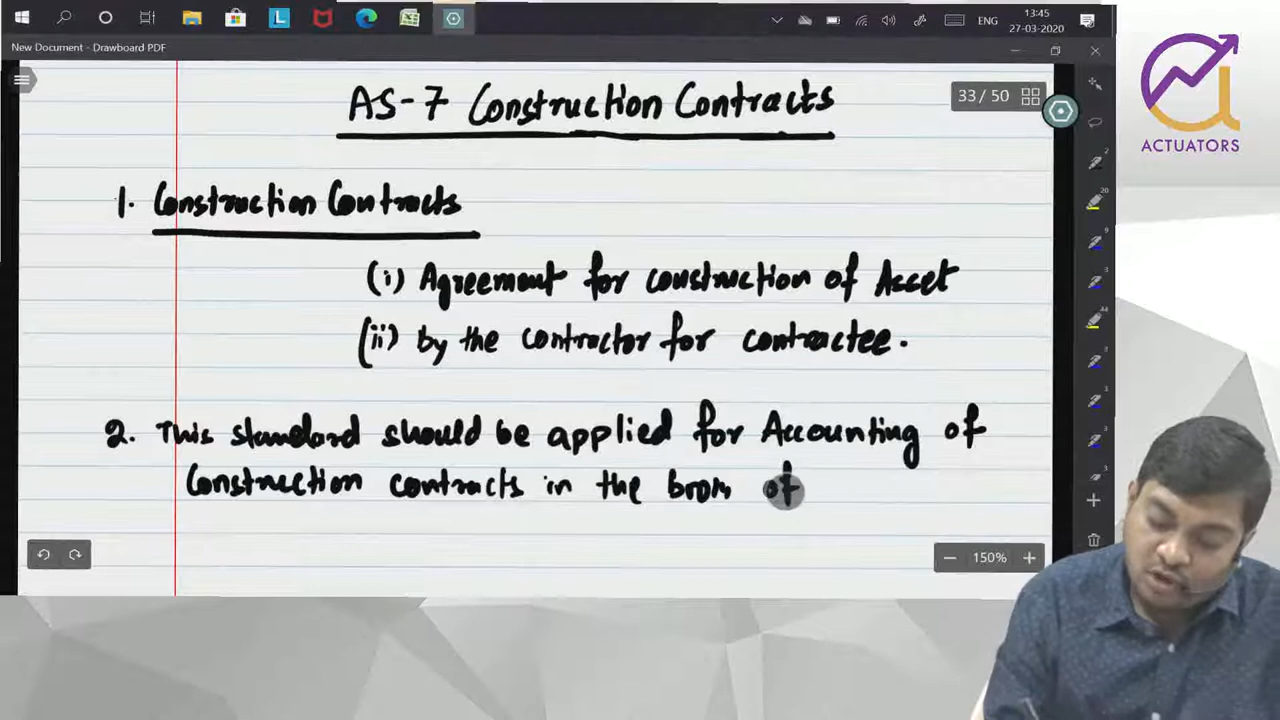 13:45
ENG
27-03-2020
New Document - Drawboard PDF
AS-7 Construction Contracts
33 / 50
ACTUATORS
1. Construction Contracts
(i) Agreement for construction of Asset
(ii) by the contractor for contractee.
2. This standard should be applied for Accounting of
Construction contracts in the books of
150%